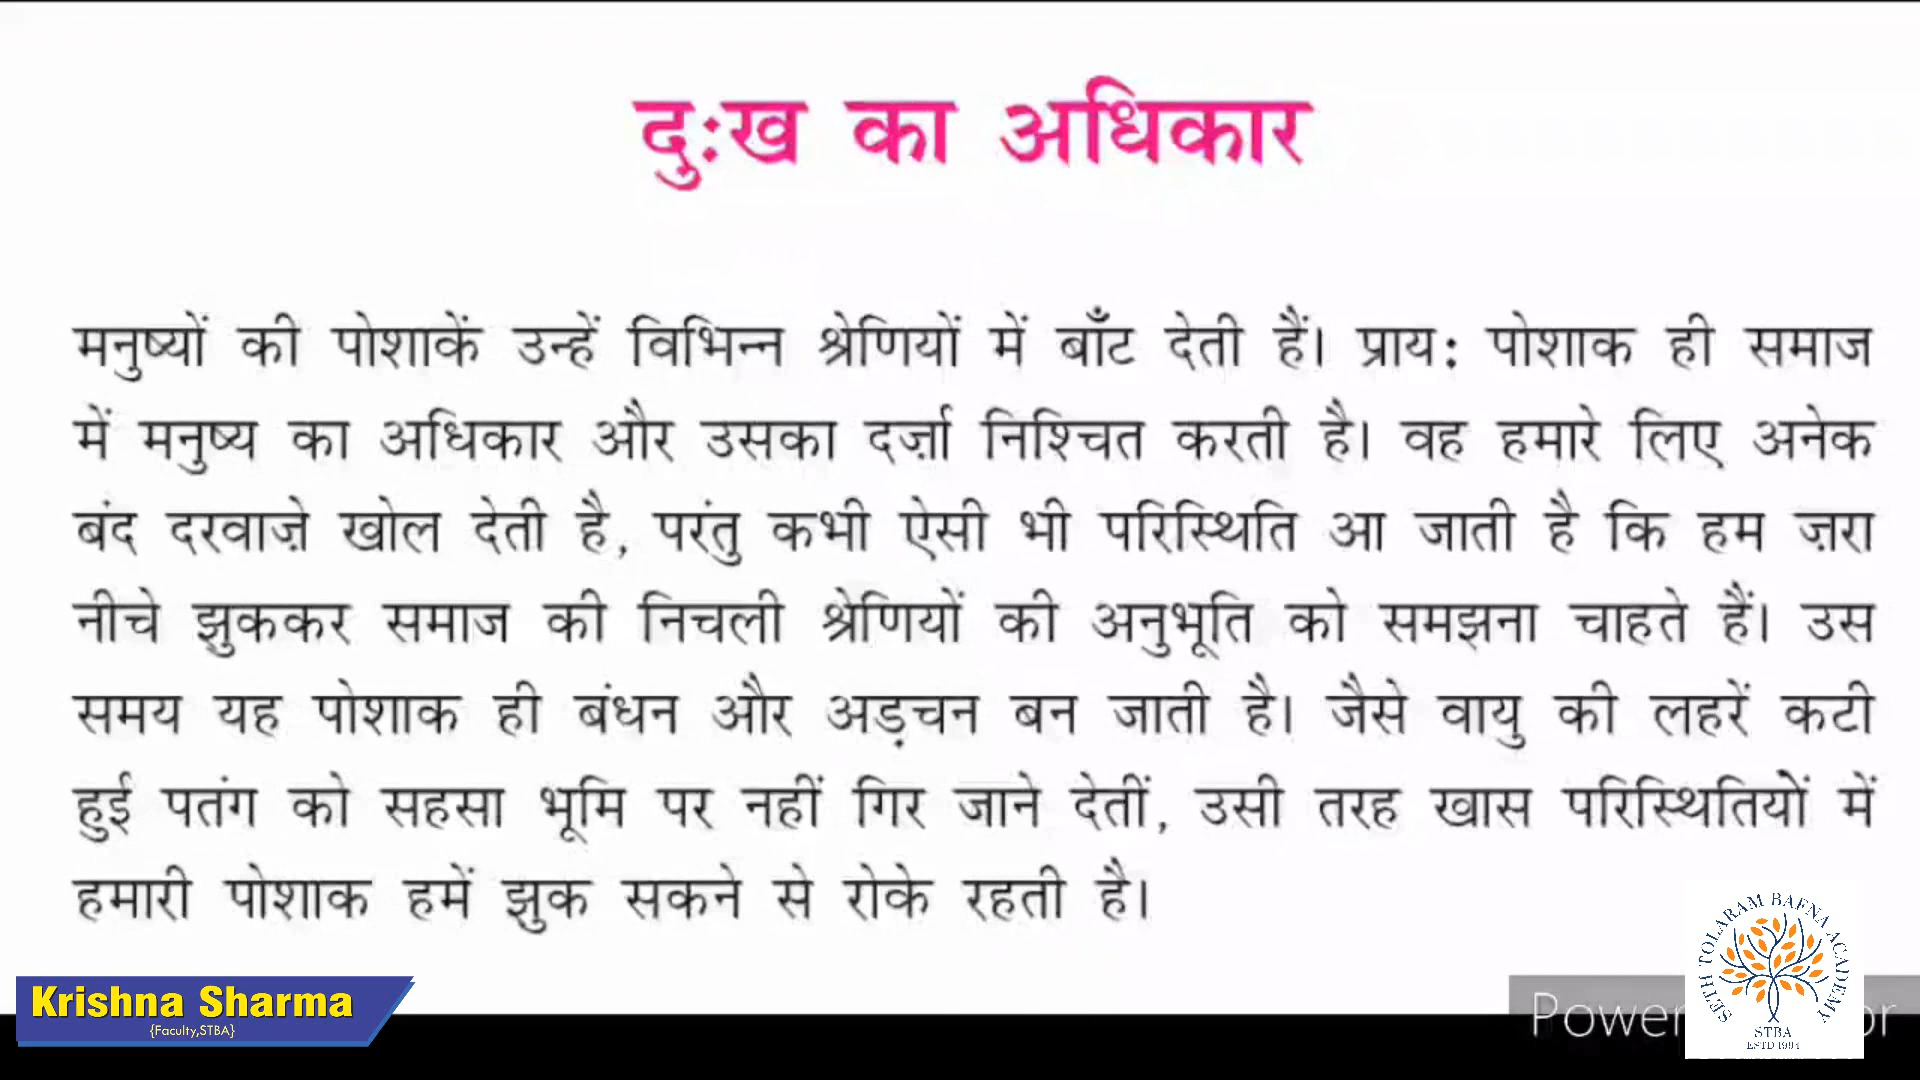 दुःख का अधिकार
मनुष्यों की पोशाकें उन्हें विभिन्न श्रेणियों में बाँट देती हैं। प्राय: पोशाक ही समाज
में मनुष्य का अधिकार और उसका दर्ज़ा निश्चित करती है। वह हमारे लिए अनेक
बंद दरवाज़े खोल देती है, परंतु कभी ऐसी भी परिस्थिति आ जाती है कि हम ज़रा
नीचे झुककर समाज की निचली श्रेणियों की अनुभूति को समझना चाहते हैं। उस
समय यह पोशाक ही बंधन और अड़चन बन जाती है। जैसे वायु की लहरें कटी
हुई पतंग को सहसा भूमि पर नहीं गिर जाने देतीं, उसी तरह खास परिस्थितियों में
हमारी पोशाक हमें झुक सकने से रोके रहती है।
Krishna Sharma
{Faculty,STBA}
SETH TOLARAM BAFNA ACADEMY
STBA
ESTD 1994